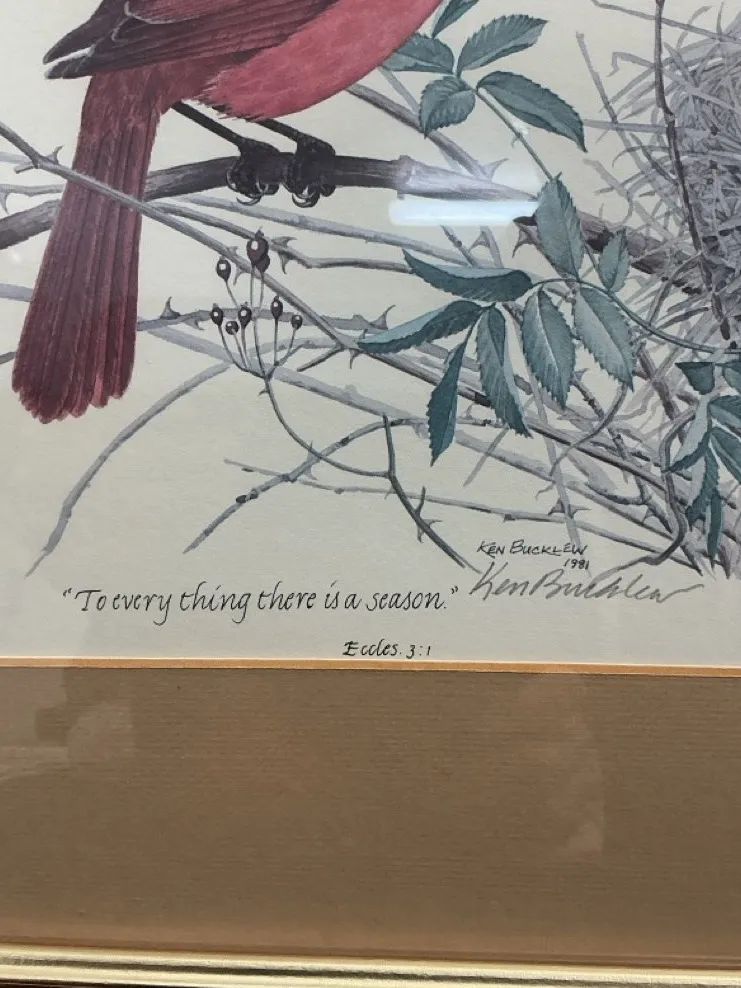 KEN BUCKLEW
1981
Ken Bucklew
"To every thing there is a season."
Eccles. 3:1